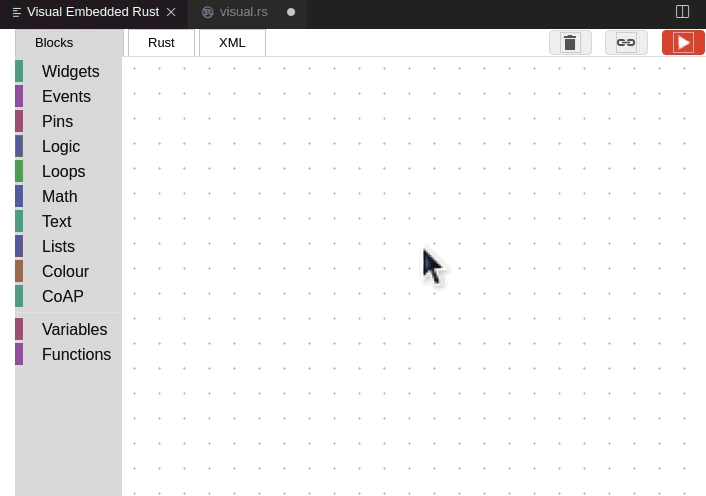 Visual Embedded Rust
visual.rs
Blocks
Rust
XML
Widgets
Events
Pins
Logic
Loops
Math
Text
Lists
Colour
CoAP
Variables
Functions